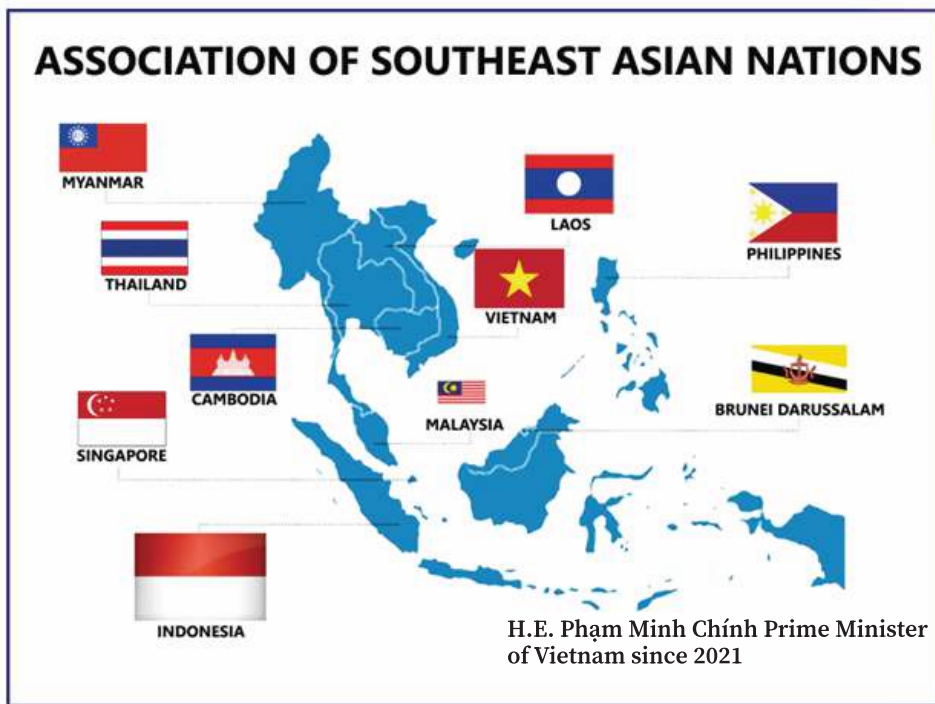 ASSOCIATION OF SOUTHEAST ASIAN NATIONS
MYANMAR
LAOS
PHILIPPINES
THAILAND
VIETNAM
CAMBODIA
BRUNEI DARUSSALAM
MALAYSIA
SINGAPORE
INDONESIA
H.E. Phạm Minh Chính Prime Minister
of Vietnam since 2021